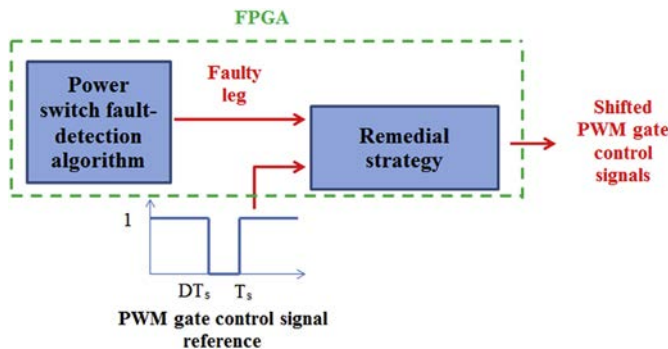 FPGA
Power
switch fault-
detection
algorithm
Faulty
leg
Remedial
strategy
Shifted
PWM gate
control
signals
1
DTs
Ts
PWM gate control signal
reference